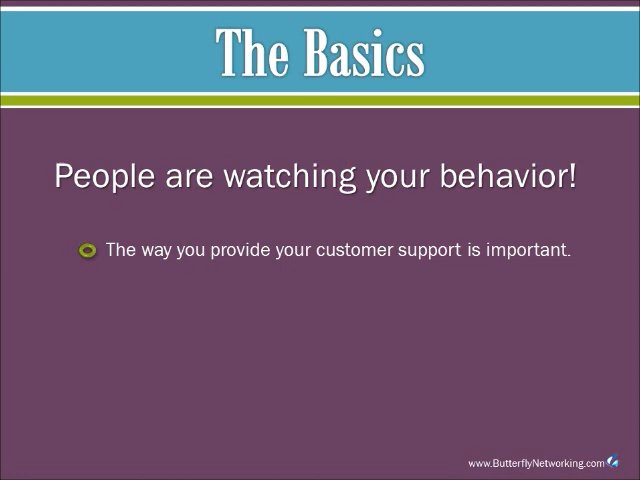 The Basics
People are watching your behavior!
The way you provide your customer support is important.
www.ButterflyNetworking.com